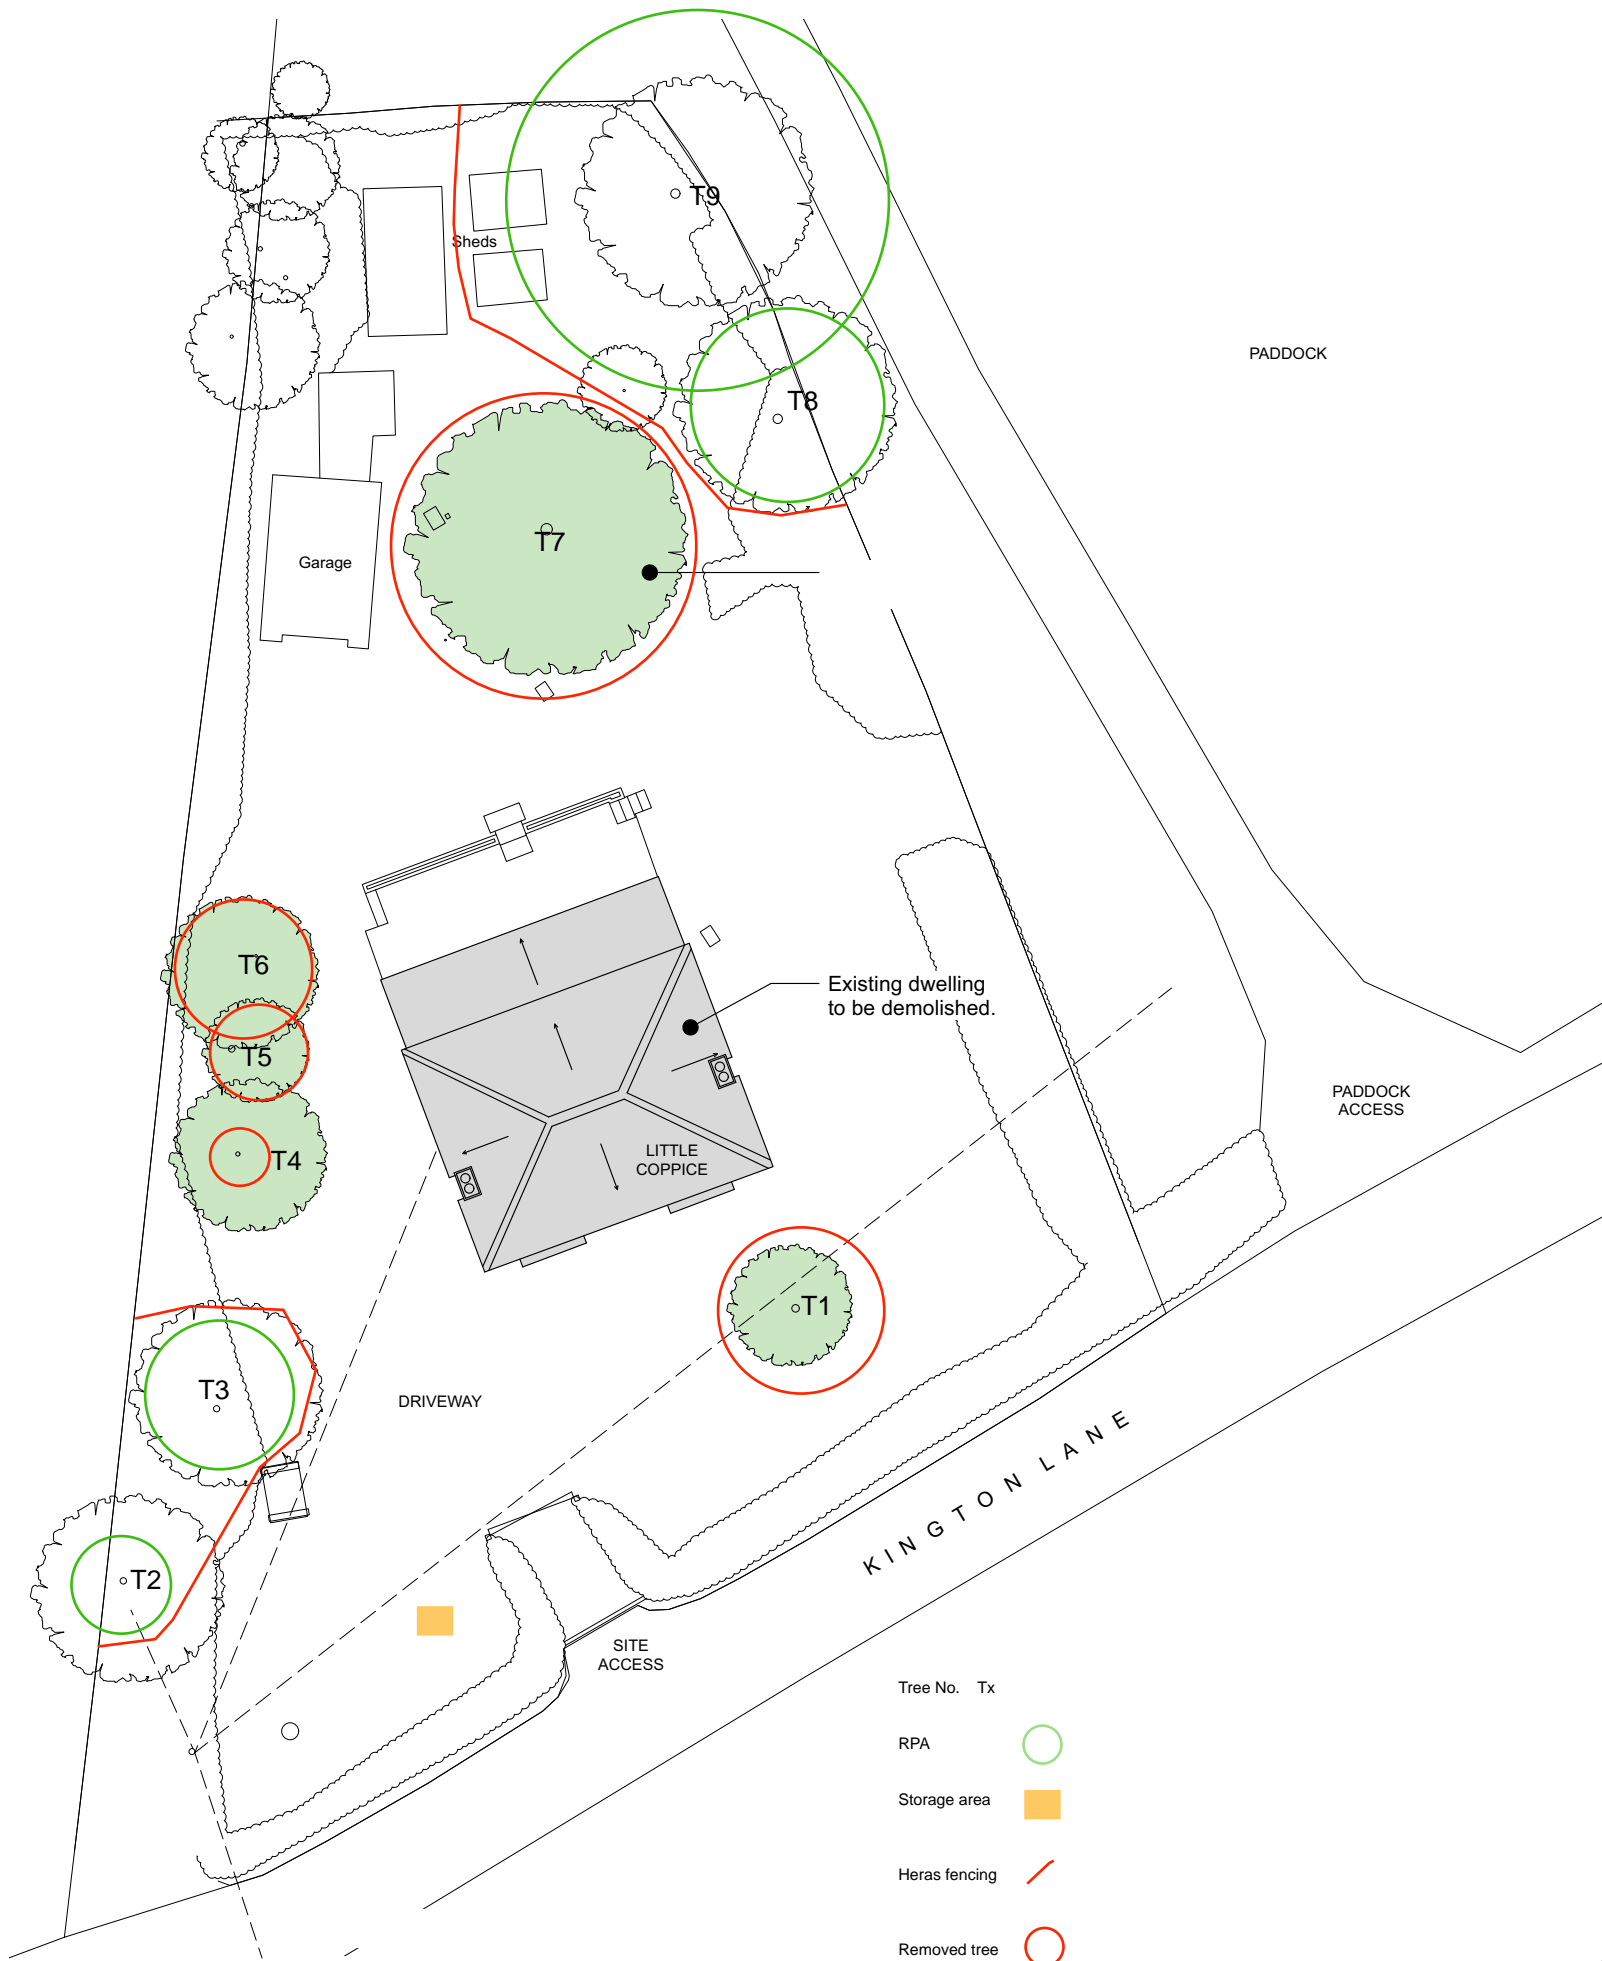 T9
Sheds
PADDOCK
T8
T7
Garage
T6
Existing dwelling
to be demolished.
T5
PADDOCK
ACCESS
T4
LITTLE
COPPICE
T1
T3
DRIVEWAY
KINGTON LANE
T2
SITE
ACCESS
Tree No. Tx
RPA
Storage area
Heras fencing
Removed tree